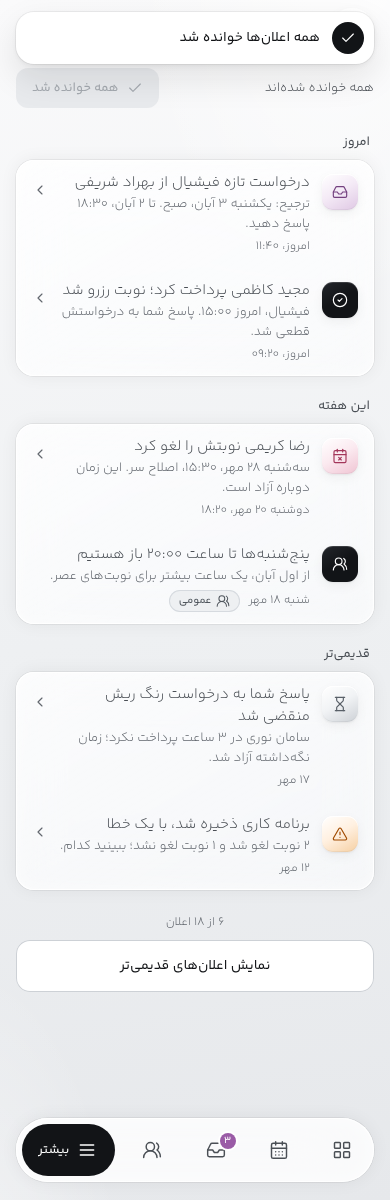 همه اعلان‌ها خوانده شد
همه خوانده شده‌اند
همه خوانده شد
امروز
درخواست تازه فیشیال از بهراد شریفی
ترجیح: یکشنبه ۳ آبان، صبح. تا ۲ آبان، ۱۸:۳۰
پاسخ دهید.
امروز، ۱۱:۴۰
مجید کاظمی پرداخت کرد؛ نوبت رزرو شد
فیشیال، امروز ۱۵:۰۰. پاسخ شما به درخواستش
قطعی شد.
امروز، ۰۹:۲۰
این هفته
رضا کریمی نوبتش را لغو کرد
سه‌شنبه ۲۸ مهر، ۱۵:۳۰، اصلاح سر. این زمان
دوباره آزاد است.
دوشنبه ۲۰ مهر، ۱۸:۲۰
پنج‌شنبه‌ها تا ساعت ۲۰:۰۰ باز هستیم
از اول آبان، یک ساعت بیشتر برای نوبت‌های عصر.
شنبه ۱۸ مهر عمومی
قدیمی‌تر
پاسخ شما به درخواست رنگ ریش
منقضی شد
سامان نوری در ۳ ساعت پرداخت نکرد؛ زمان
نگه‌داشته آزاد شد.
۱۷ مهر
برنامه کاری ذخیره شد، با یک خطا
۲ نوبت لغو شد و ۱ نوبت لغو نشد؛ ببینید کدام.
۱۲ مهر
۶ از ۱۸ اعلان
نمایش اعلان‌های قدیمی‌تر
۳
بیشتر